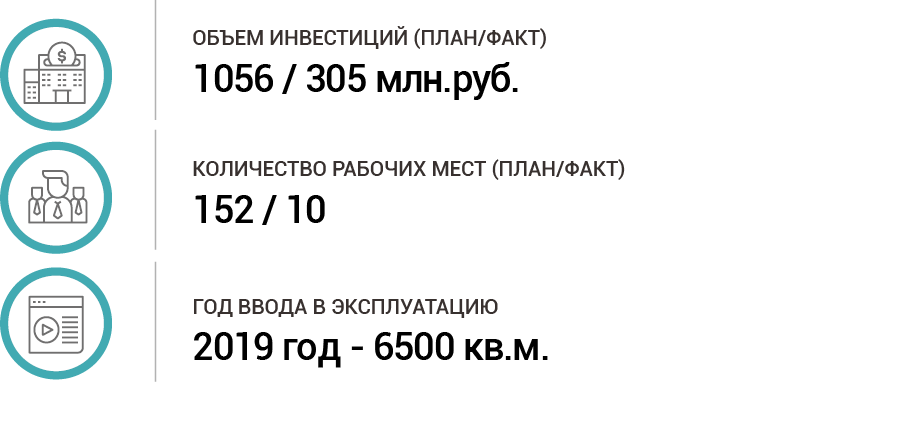 ОБЪЕМ ИНВЕСТИЦИЙ (ПЛАН/ФАКТ)
1056 / 305 млн.руб.
КОЛИЧЕСТВО РАБОЧИХ МЕСТ (ПЛАН/ФАКТ)
152 / 10
ГОД ВВОДА В ЭКСПЛУАТАЦИЮ
2019 год - 6500 кв.м.